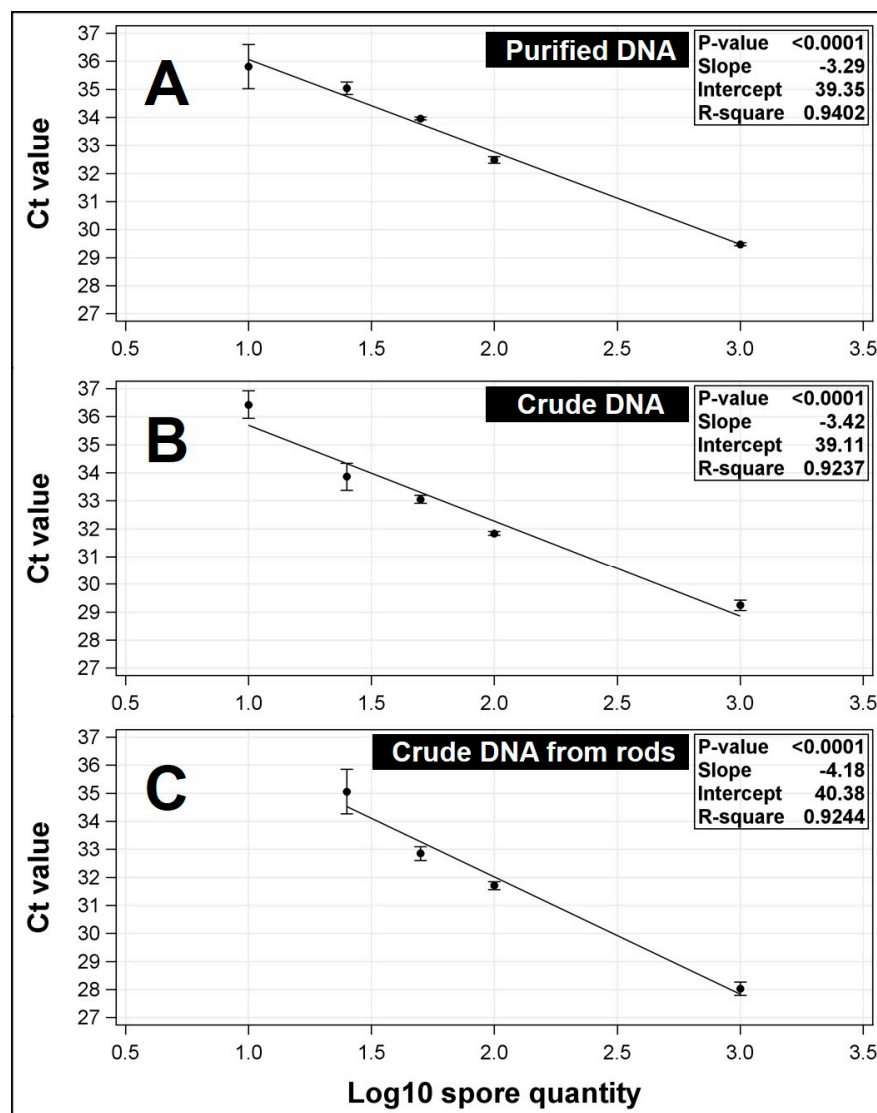 A
Purified DNA
P-value <0.0001
Slope -3.29
Intercept 39.35
R-square 0.9402
Ct value
37
36
35
34
33
32
31
30
29
28
27
0.5 1.0 1.5 2.0 2.5 3.0 3.5
B
Crude DNA
P-value <0.0001
Slope -3.42
Intercept 39.11
R-square 0.9237
Ct value
37
36
35
34
33
32
31
30
29
28
27
0.5 1.0 1.5 2.0 2.5 3.0 3.5
C
Crude DNA from rods
P-value <0.0001
Slope -4.18
Intercept 40.38
R-square 0.9244
Ct value
37
36
35
34
33
32
31
30
29
28
27
0.5 1.0 1.5 2.0 2.5 3.0 3.5
Log10 spore quantity